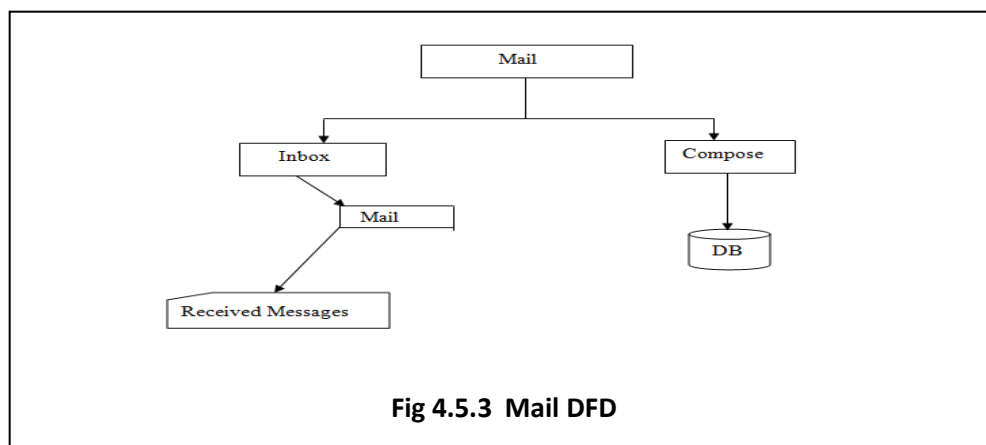 Mail
Inbox
Compose
Mail
DB
Received Messages
Fig 4.5.3 Mail DFD